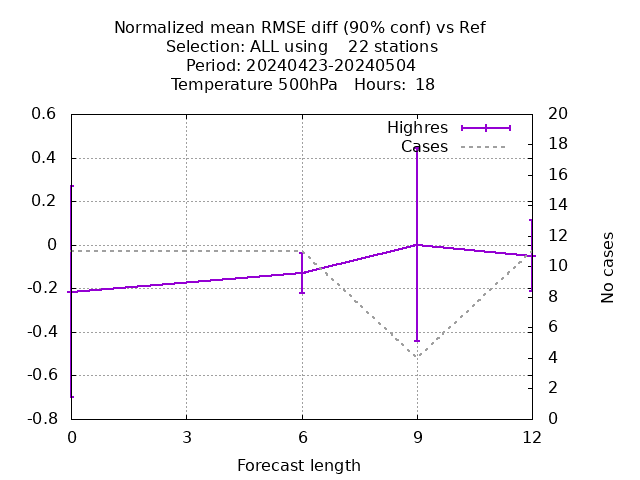 Normalized mean RMSE diff (90% conf) vs Ref
Selection: ALL using    22 stations
Period: 20240423-20240504
Temperature 500hPa   Hours:  18
Highres
Cases
0.6
0.4
0.2
0
-0.2
-0.4
-0.6
-0.8
20
18
16
14
12
10
8
6
4
2
0
No cases
0 3 6 9 12
Forecast length